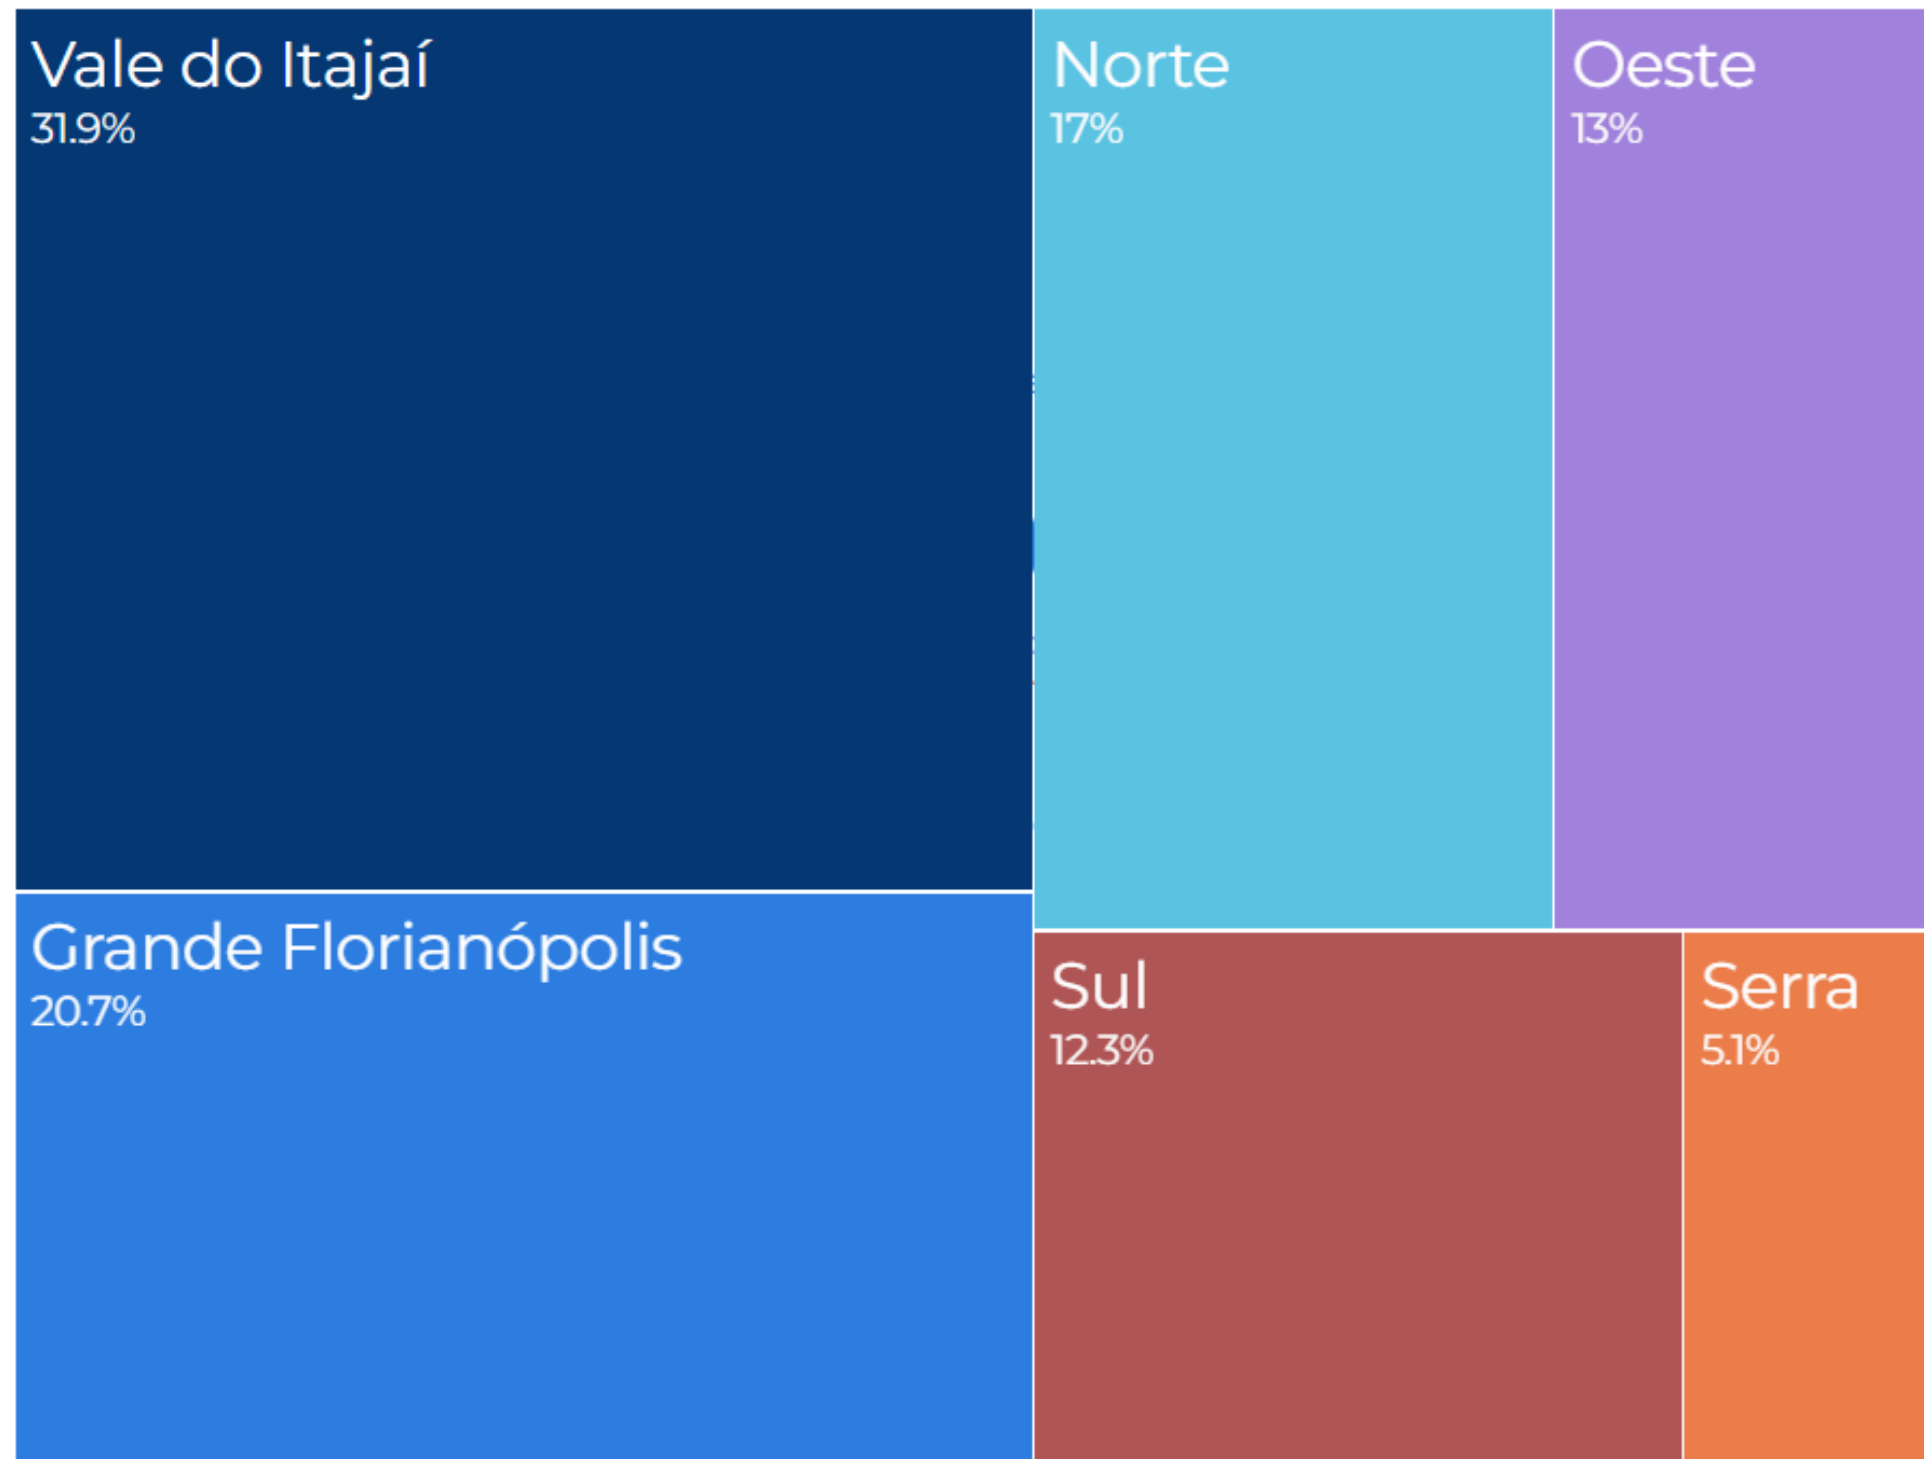 Vale do Itajaí
31.9%
Grande Florianópolis
20.7%
Norte
17%
Oeste
13%
Sul
12.3%
Serra
5.1%